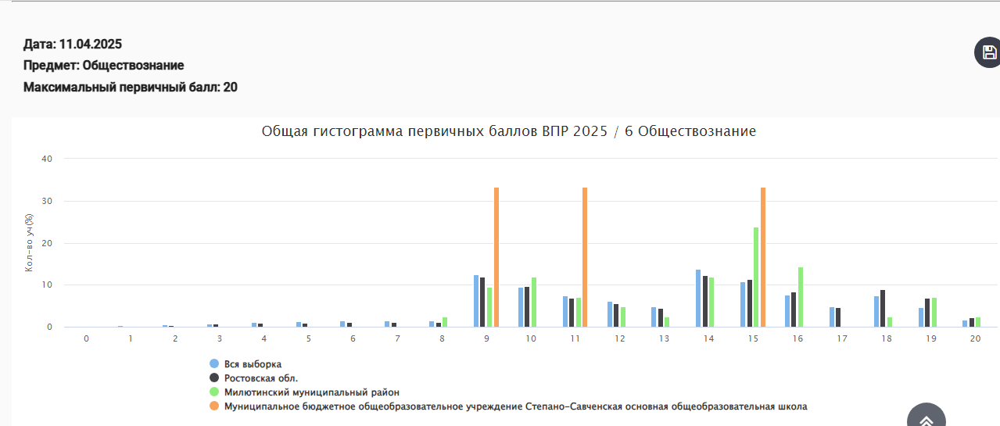 Дата: 11.04.2025
Предмет: Обществознание
Максимальный первичный балл: 20
Общая гистограмма первичных баллов ВПР 2025 / 6 Обществознание
Кол-во уч (%)
40
30
20
10
0
0 1 2 3 4 5 6 7 8 9 10 11 12 13 14 15 16 17 18 19 20
Вся выборка
Ростовская обл.
Милютинский муниципальный район
Муниципальное бюджетное общеобразовательное учреждение Степано-Савченская основная общеобразовательная школа